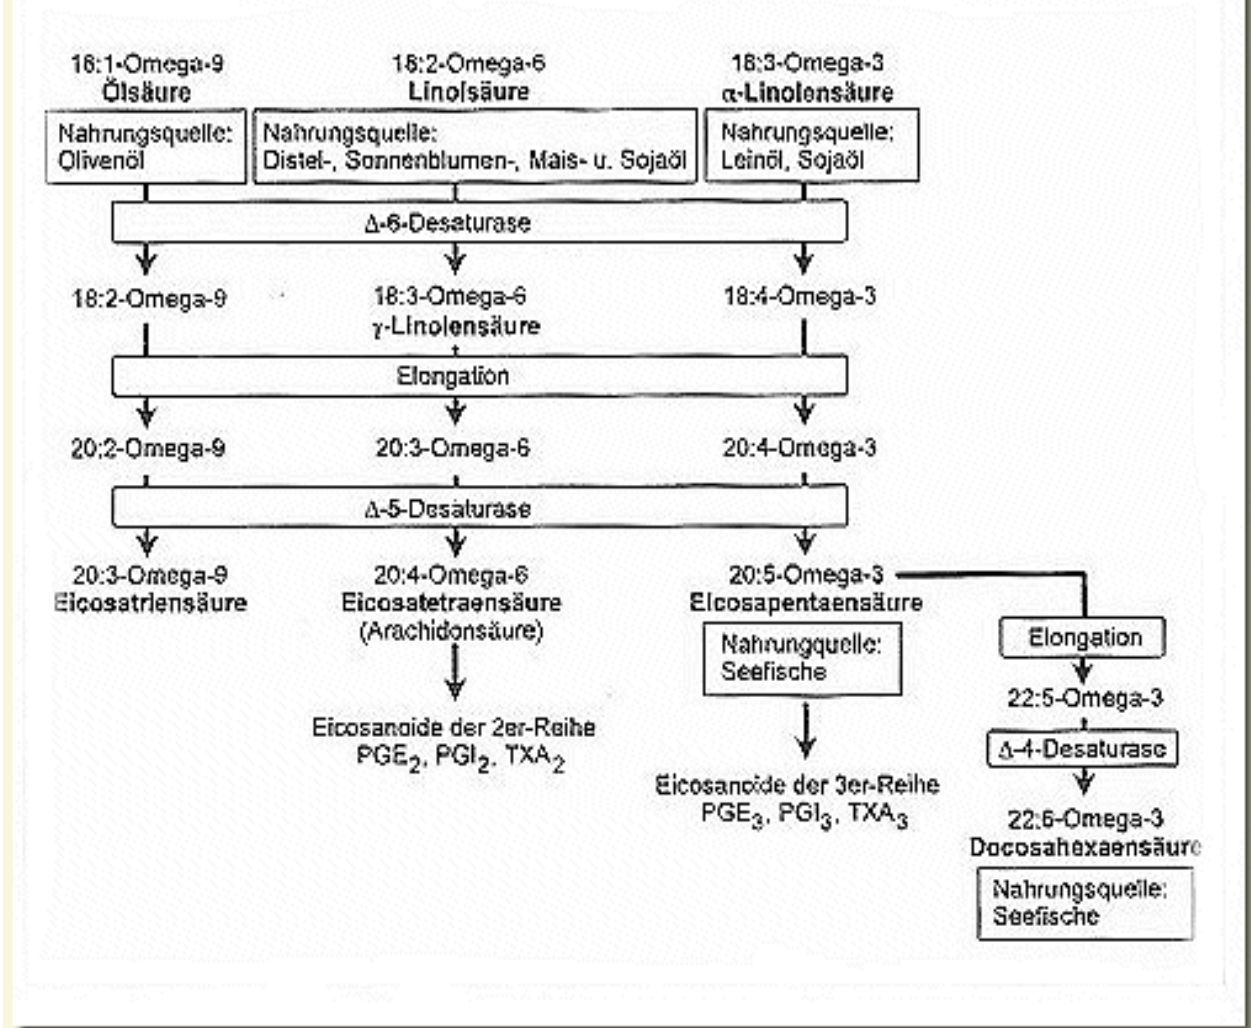 18:1-Omega-9
Ölsäure
Nahrungsquelle:
Olivenöl
18:2-Omega-6
Linolsäure
Nahrungsquelle:
Distel-, Sonnenblumen-, Mais- u. Sojaöl
18:3-Omega-3
α-Linolensäure
Nahrungsquelle:
Leinöl, Sojaöl
Δ-6-Desaturase
18:2-Omega-9
18:3-Omega-6
γ-Linolensäure
18:4-Omega-3
Elongation
20:2-Omega-9
20:3-Omega-6
20:4-Omega-3
Δ-5-Desaturase
20:3-Omega-9
Eicosatriensäure
20:4-Omega-6
Eicosatetraensäure
(Arachidonsäure)
20:5-Omega-3
Eicosapentaensäure
Nahrungquelle:
Seefische
Elongation
22:5-Omega-3
Δ-4-Desaturase
22:6-Omega-3
Docosahexaensäure
Nahrungsquelle:
Seefische
Eicosanoide der 2er-Reihe
PGE₂, PGI₂, TXA₂
Eicosanoide der 3er-Reihe
PGE₃, PGI₃, TXA₃